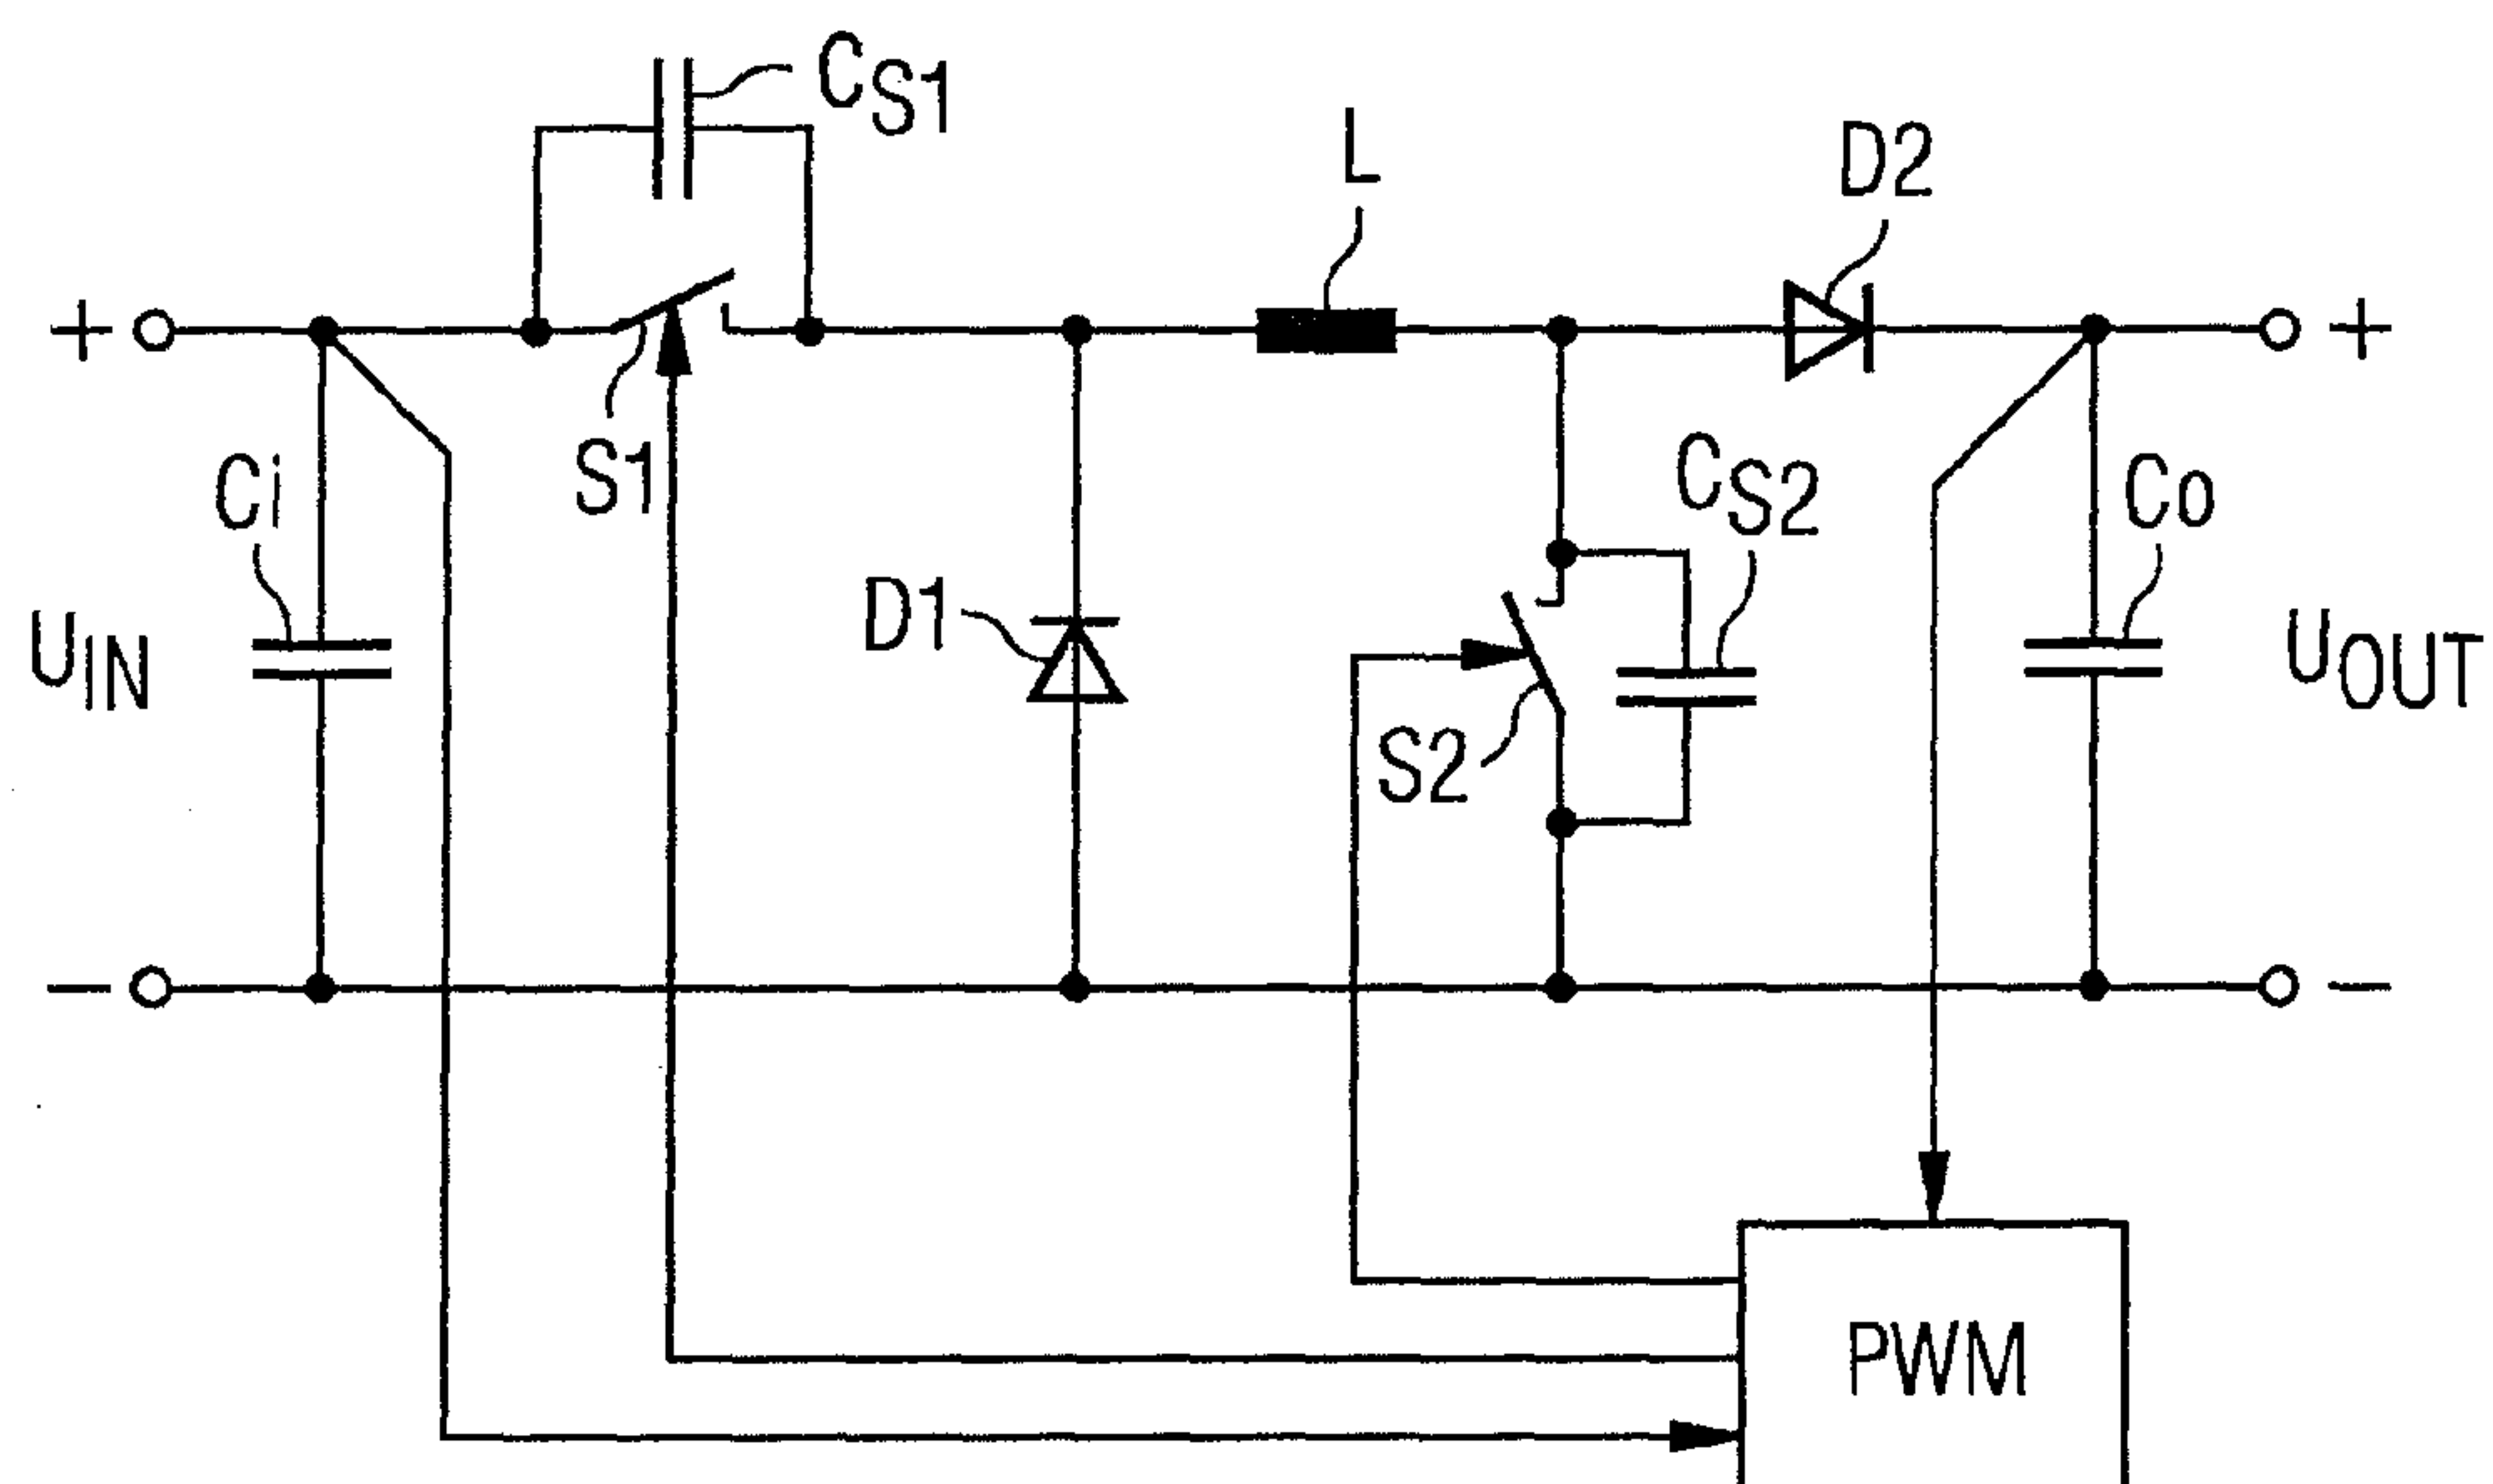 CS1
L
D2
+
+
S1
Ci
CS2
Co
D1
UIN
UOUT
S2
−
−
PWM